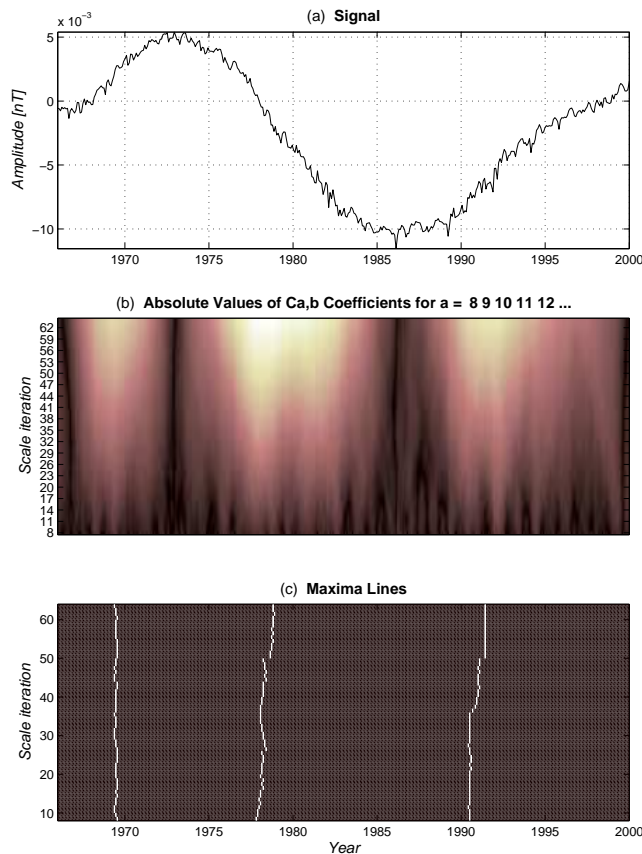 (a) Signal
x 10⁻³
5
0
−5
−10
Amplitude [nT]
1970 1975 1980 1985 1990 1995 2000
(b) Absolute Values of Ca,b Coefficients for a = 8 9 10 11 12 ...
62
59
56
53
50
47
44
41
38
35
32
29
26
23
20
17
14
11
8
Scale iteration
(c) Maxima Lines
60
50
40
30
20
10
Scale iteration
1970 1975 1980 1985 1990 1995 2000
Year